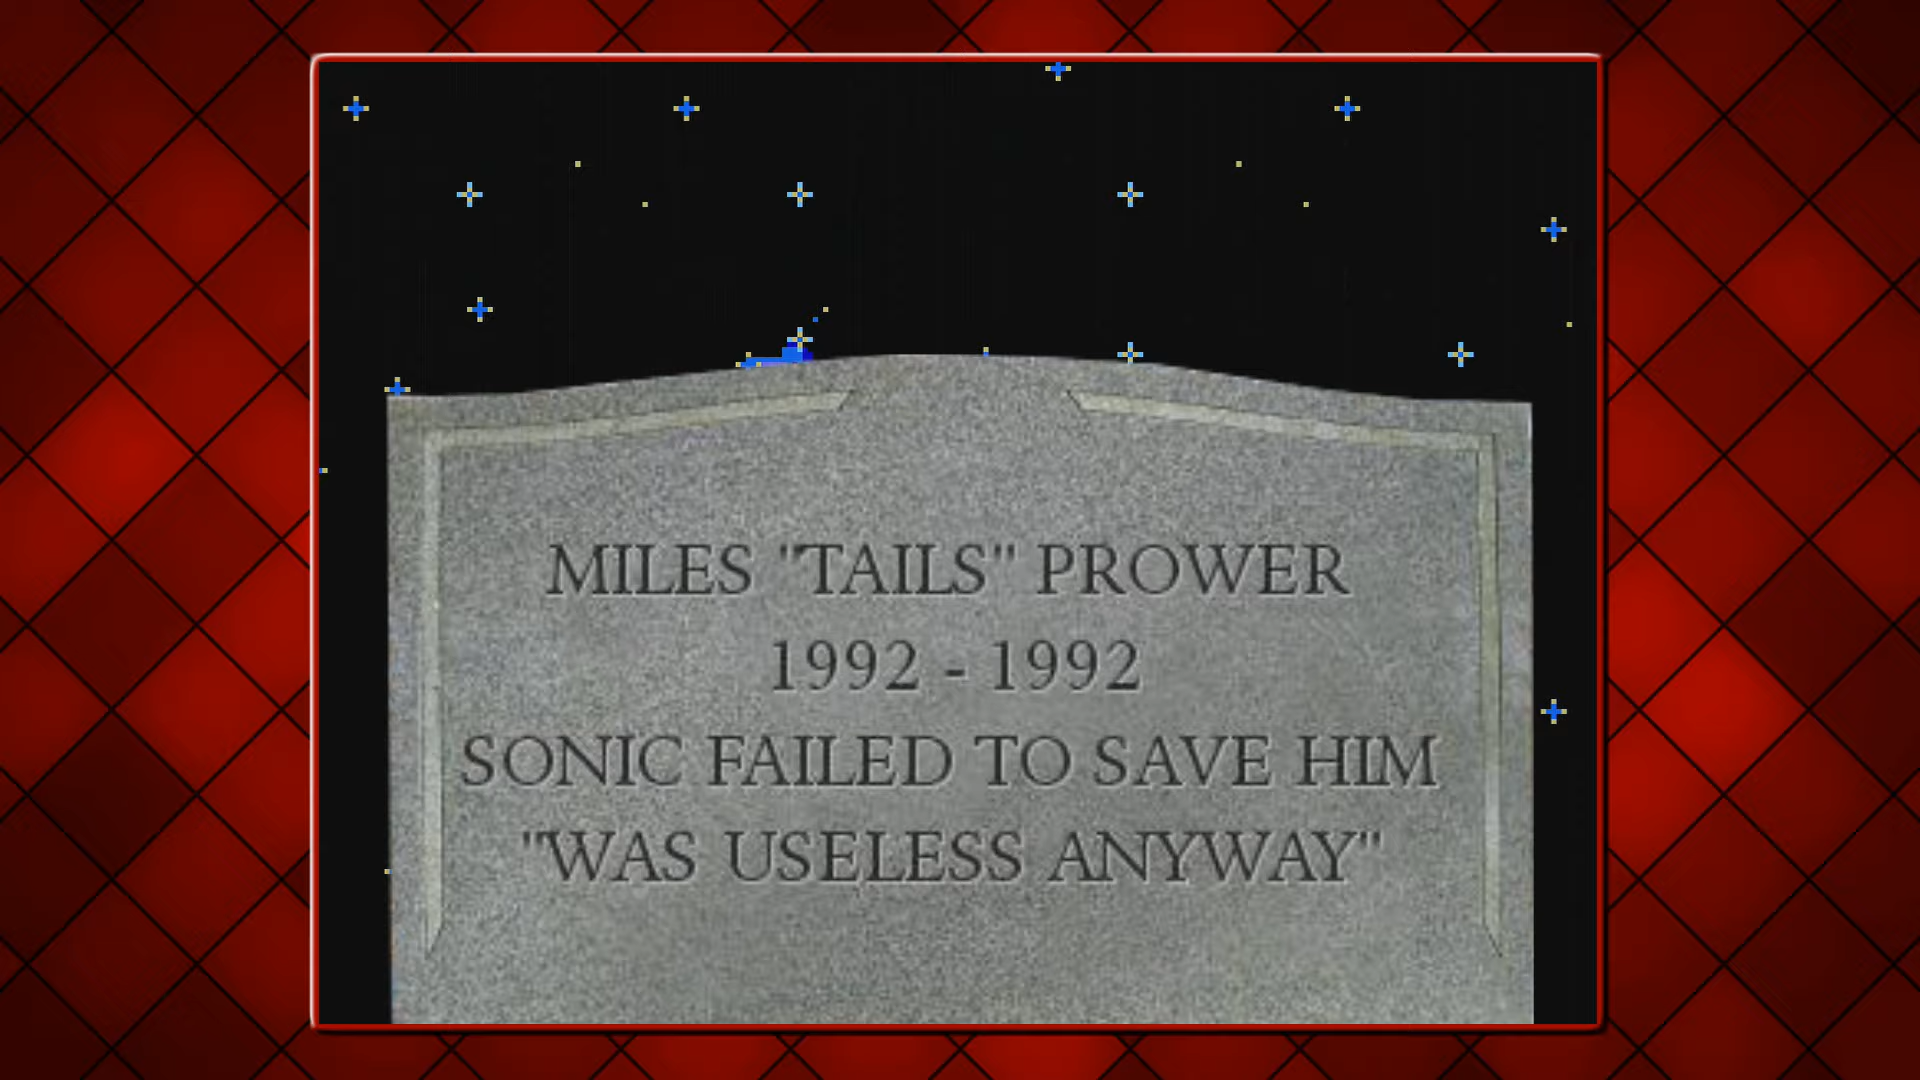 MILES "TAILS" PROWER
1992 - 1992
SONIC FAILED TO SAVE HIM
"WAS USELESS ANYWAY"